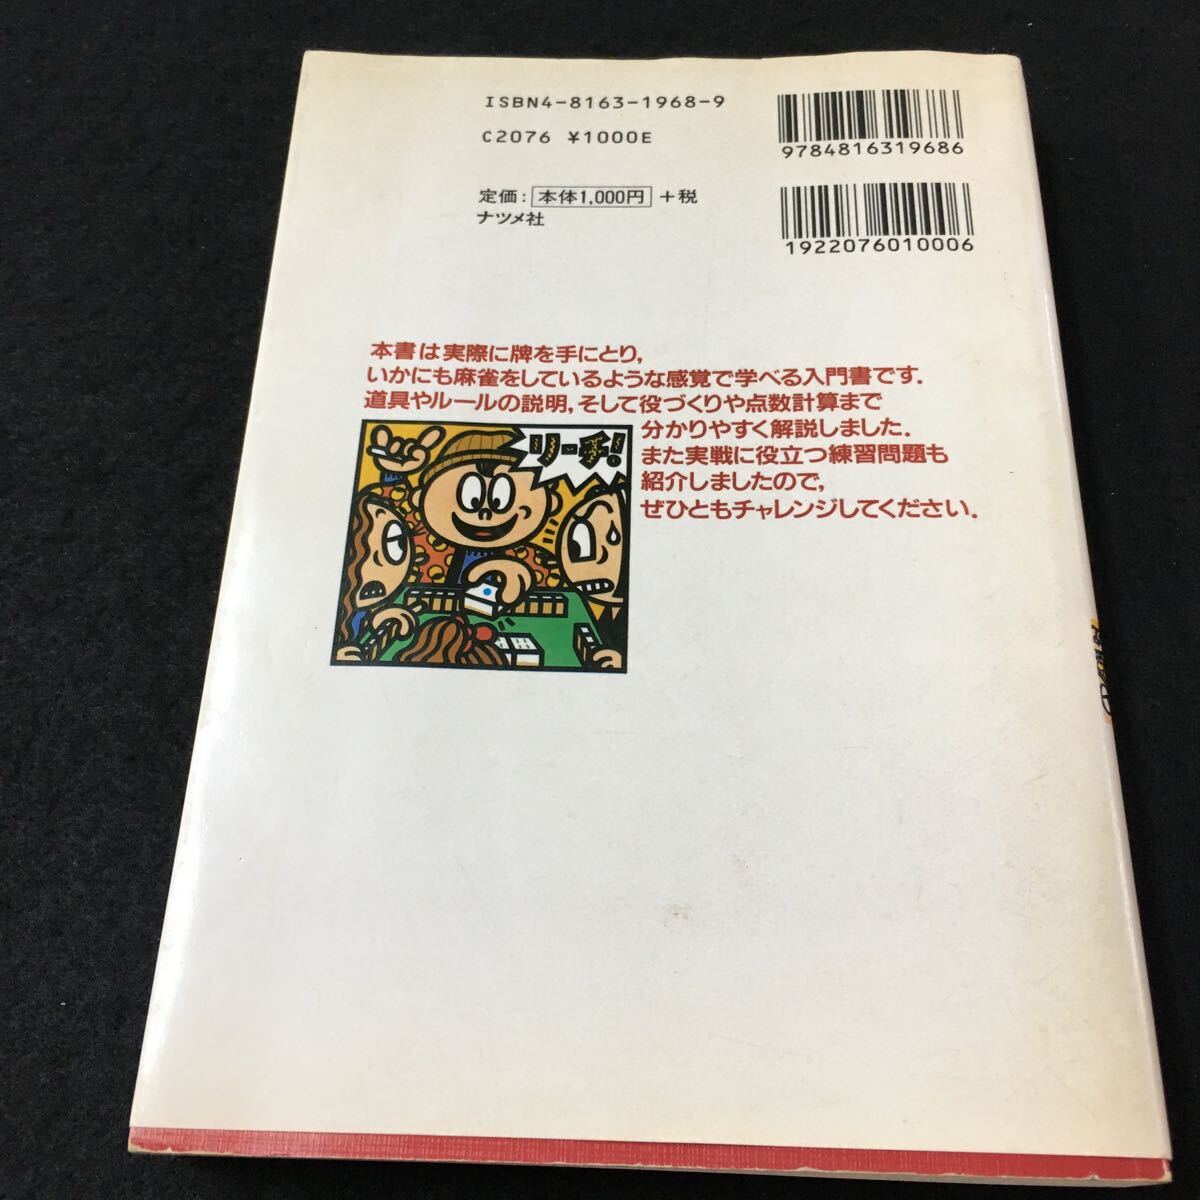 ISBN4-8163-1968-9
C2076 ¥1000E
定価: 本体1,000円 +税
ナツメ社
9784816319686
1922076010006
本書は実際に牌を手にとり,
いかにも麻雀をしているような感覚で学べる入門書です.
道具やルールの説明,そして役づくりや点数計算まで
分かりやすく解説しました.
また実戦に役立つ練習問題も
紹介しましたので,
ぜひともチャレンジしてください.
リーチ!